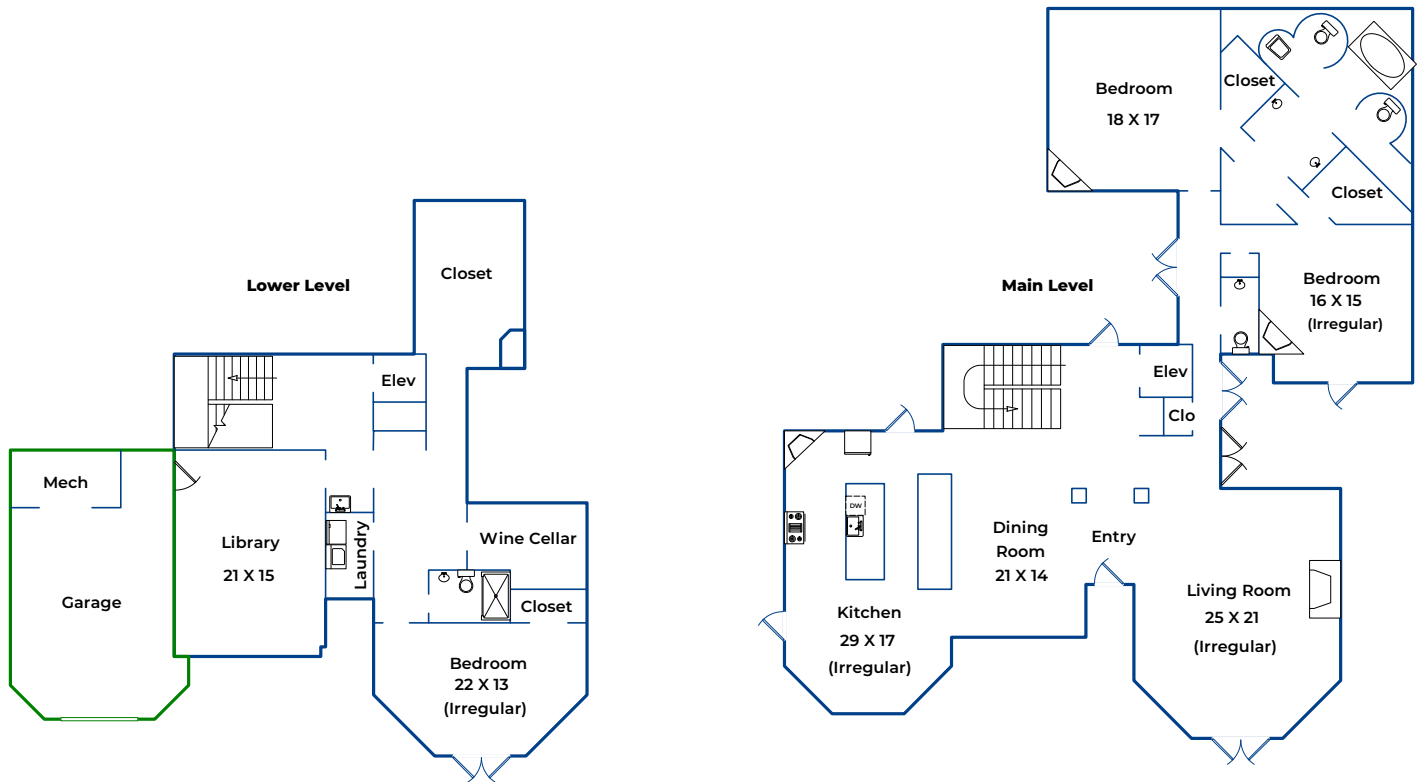 Lower Level
Closet
Elev
Mech
Library
21 X 15
Laundry
Wine Cellar
Garage
Closet
Bedroom
22 X 13
(Irregular)
Main Level
Bedroom
18 X 17
Closet
Closet
Bedroom
16 X 15
(Irregular)
Elev
Clo
DW
Dining
Room
21 X 14
Entry
Kitchen
29 X 17
(Irregular)
Living Room
25 X 21
(Irregular)